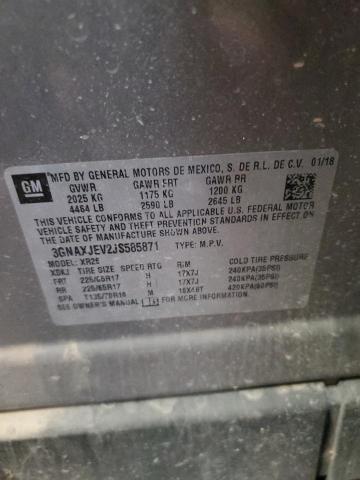 GM
MFD BY GENERAL MOTORS DE MEXICO, S. DE R.L. DE C.V. 01/18
GVWR GAWR FRT GAWR RR
2025 KG 1175 KG 1200 KG
4464 LB 2590 LB 2645 LB
THIS VEHICLE CONFORMS TO ALL APPLICABLE U.S. FEDERAL MOTOR
VEHICLE SAFETY, BUMPER, AND THEFT PREVENTION STANDARDS IN EFFECT
ON THE DATE OF MANUFACTURE SHOWN ABOVE.
3GNAXJEV2JS585871 TYPE: M.P.V.
MODEL: XR26
TIRE SIZE SPEED RTG RIM COLD TIRE PRESSURE
FRT 225/65R17 H 17X7J 240KPA(35PSI)
RR 225/65R17 H 17X7J 240KPA(35PSI)
SPA T135/70R16 M 16X4BT 420KPA(60PSI)
SEE OWNER'S MANUAL FOR ADDITIONAL INFORMATION